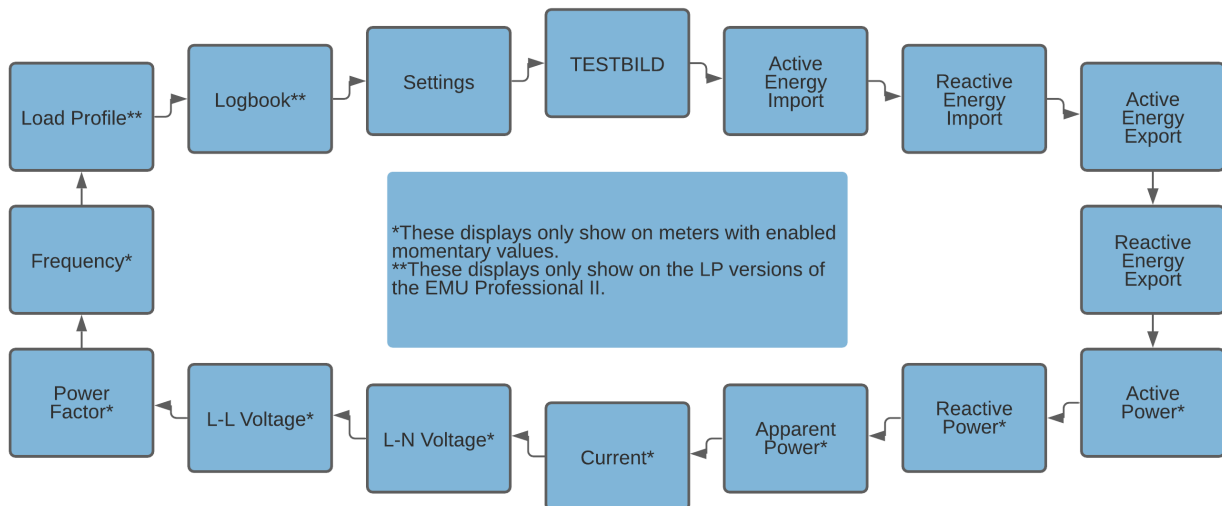 Load Profile**
Logbook**
Settings
TESTBILD
Active
Energy
Import
Reactive
Energy
Import
Active
Energy
Export
*These displays only show on meters with enabled
momentary values.
**These displays only show on the LP versions of
the EMU Professional II.
Frequency*
Reactive
Energy
Export
Power
Factor*
L-L Voltage*
L-N Voltage*
Current*
Apparent
Power*
Reactive
Power*
Active
Power*